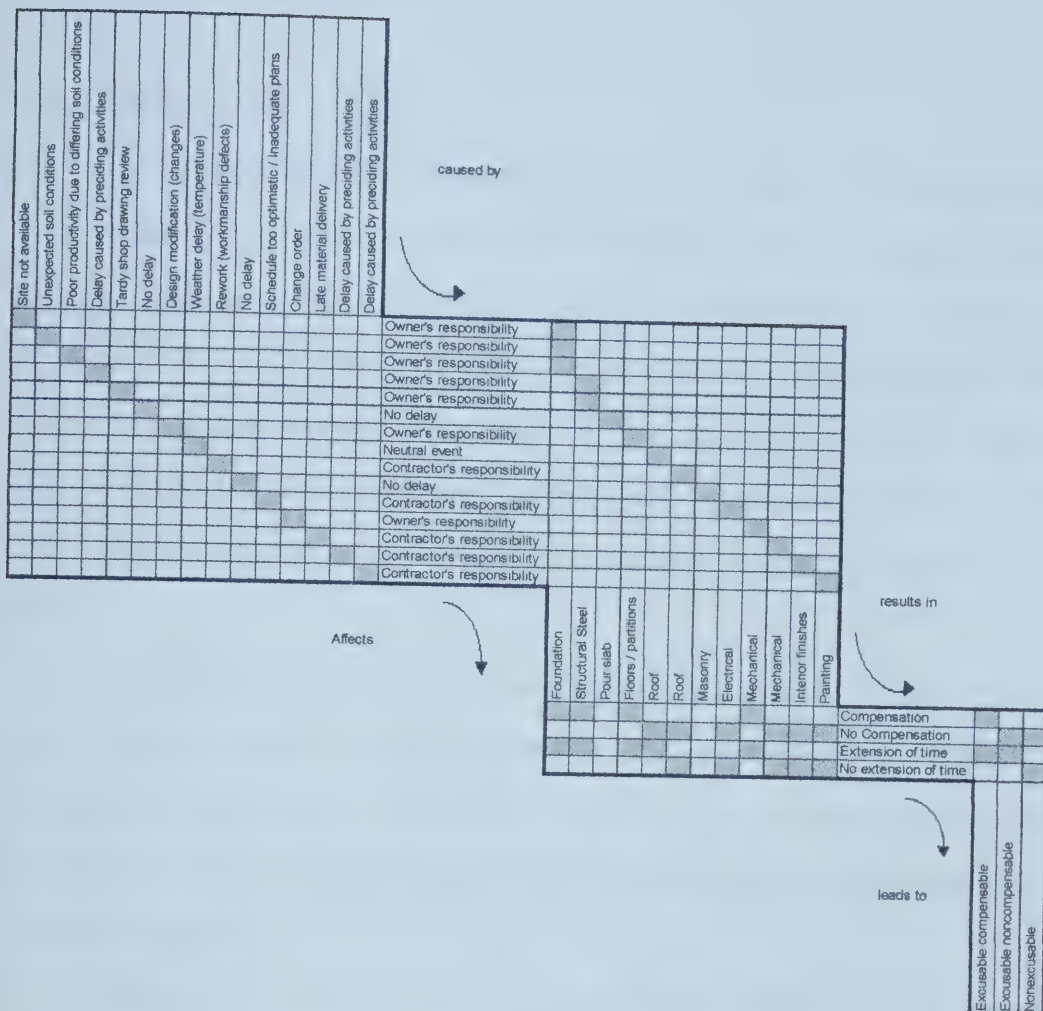 Site not available
Unexpected soil conditions
Poor productivity due to differing soil conditions
Delay caused by preciding activities
Tardy shop drawing review
No delay
Design modification (changes)
Weather delay (temperature)
Rework (workmanship defects)
No delay
Schedule too optimistic / Inadequate plans
Change order
Late material delivery
Delay caused by preciding activities
Delay caused by preciding activities
caused by
Owner's responsibility
Owner's responsibility
Owner's responsibility
Owner's responsibility
Owner's responsibility
No delay
Owner's responsibility
Neutral event
Contractor's responsibility
No delay
Contractor's responsibility
Owner's responsibility
Contractor's responsibility
Contractor's responsibility
Contractor's responsibility
Affects
Foundation
Structural Steel
Pour slab
Floors / partitions
Roof
Roof
Masonry
Electrical
Mechanical
Mechanical
Interior finishes
Painting
results in
Compensation
No Compensation
Extension of time
No extension of time
leads to
Excusable compensable
Excusable noncompensable
Nonexcusable